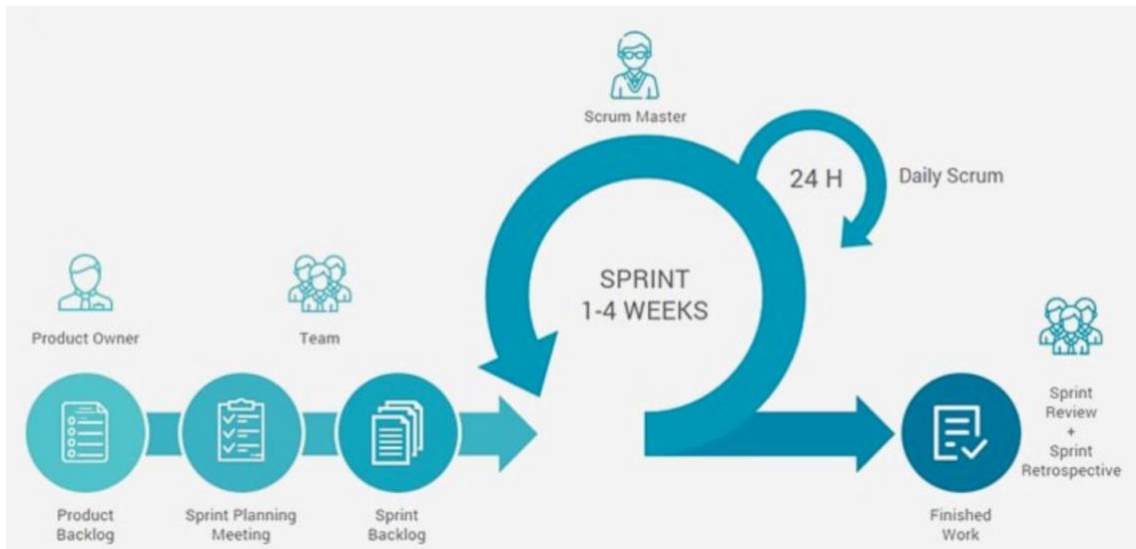 Scrum Master
24 H
Daily Scrum
SPRINT
1-4 WEEKS
Product Owner
Team
Product
Backlog
Sprint Planning
Meeting
Sprint
Backlog
Finished
Work
Sprint
Review
+
Sprint
Retrospective